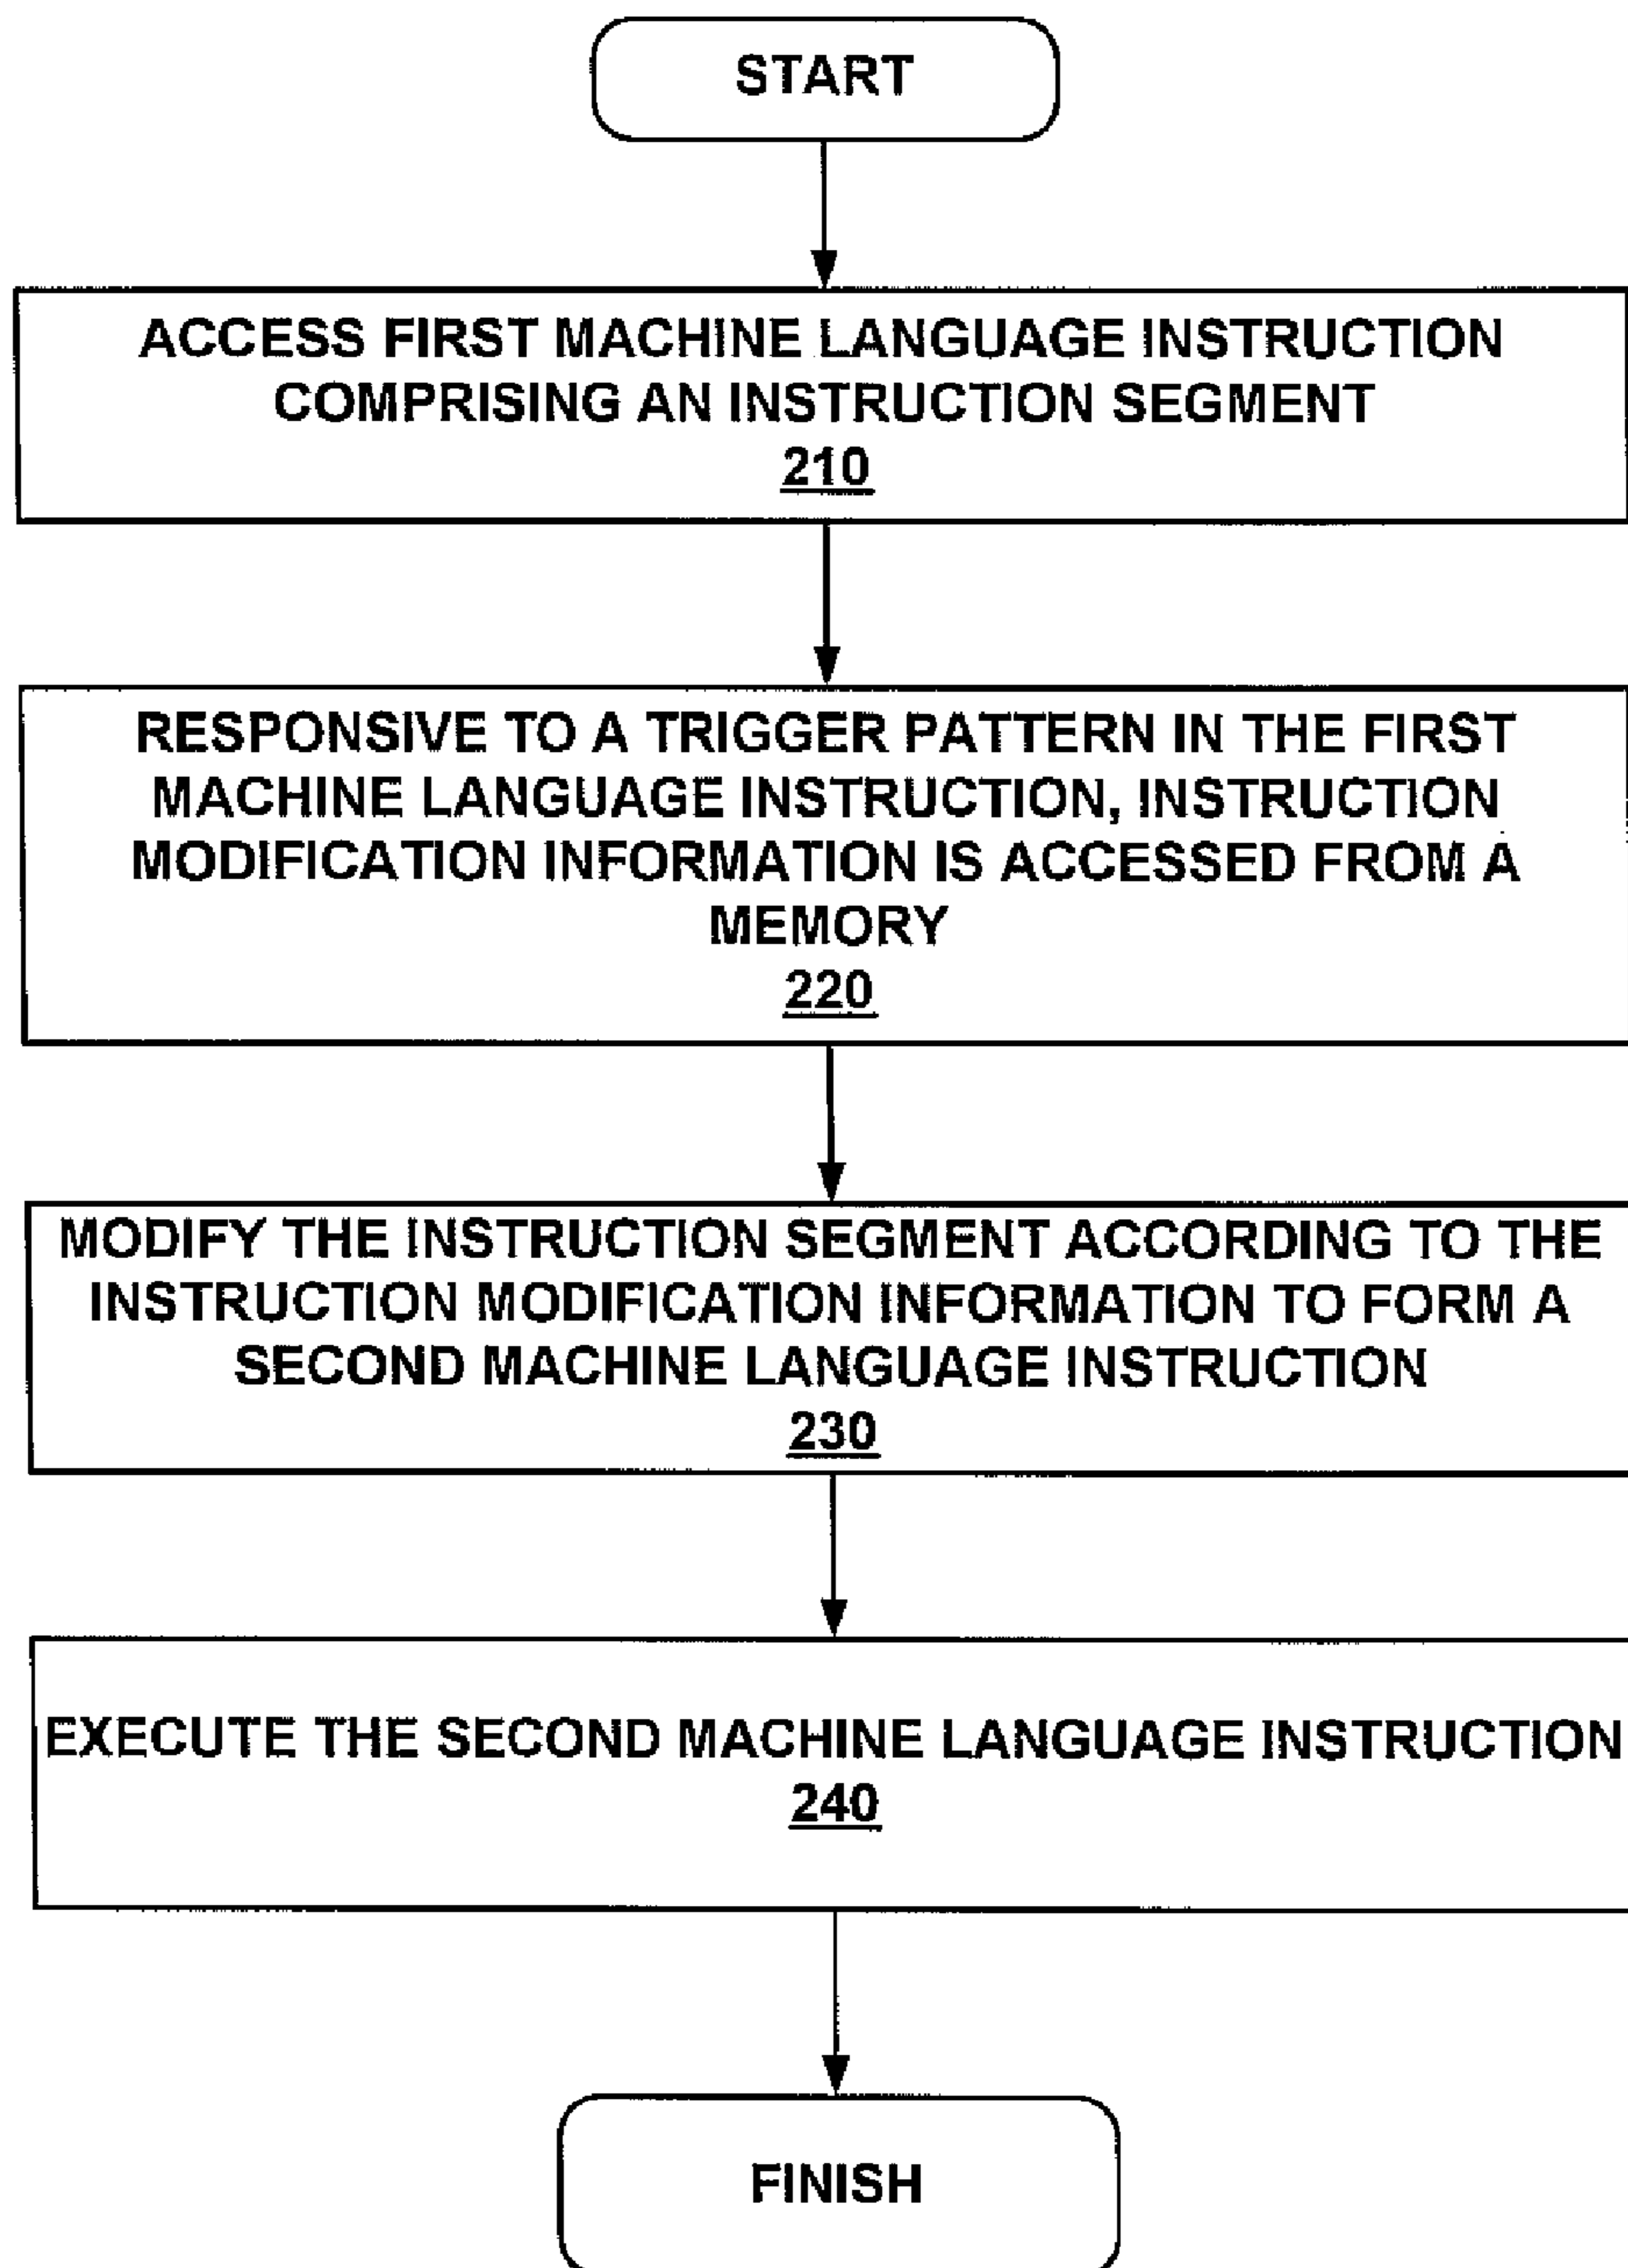 START
ACCESS FIRST MACHINE LANGUAGE INSTRUCTION
COMPRISING AN INSTRUCTION SEGMENT
210
RESPONSIVE TO A TRIGGER PATTERN IN THE FIRST
MACHINE LANGUAGE INSTRUCTION, INSTRUCTION
MODIFICATION INFORMATION IS ACCESSED FROM A
MEMORY
220
MODIFY THE INSTRUCTION SEGMENT ACCORDING TO THE
INSTRUCTION MODIFICATION INFORMATION TO FORM A
SECOND MACHINE LANGUAGE INSTRUCTION
230
EXECUTE THE SECOND MACHINE LANGUAGE INSTRUCTION
240
FINISH